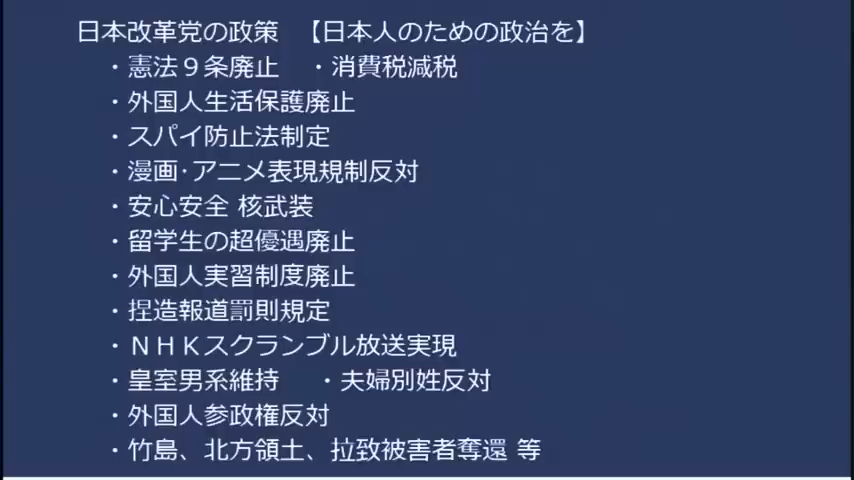 日本改革党の政策　【日本人のための政治を】
・憲法９条廃止　・消費税減税
・外国人生活保護廃止
・スパイ防止法制定
・漫画･アニメ表現規制反対
・安心安全 核武装
・留学生の超優遇廃止
・外国人実習制度廃止
・捏造報道罰則規定
・ＮＨＫスクランブル放送実現
・皇室男系維持　・夫婦別姓反対
・外国人参政権反対
・竹島、北方領土、拉致被害者奪還 等